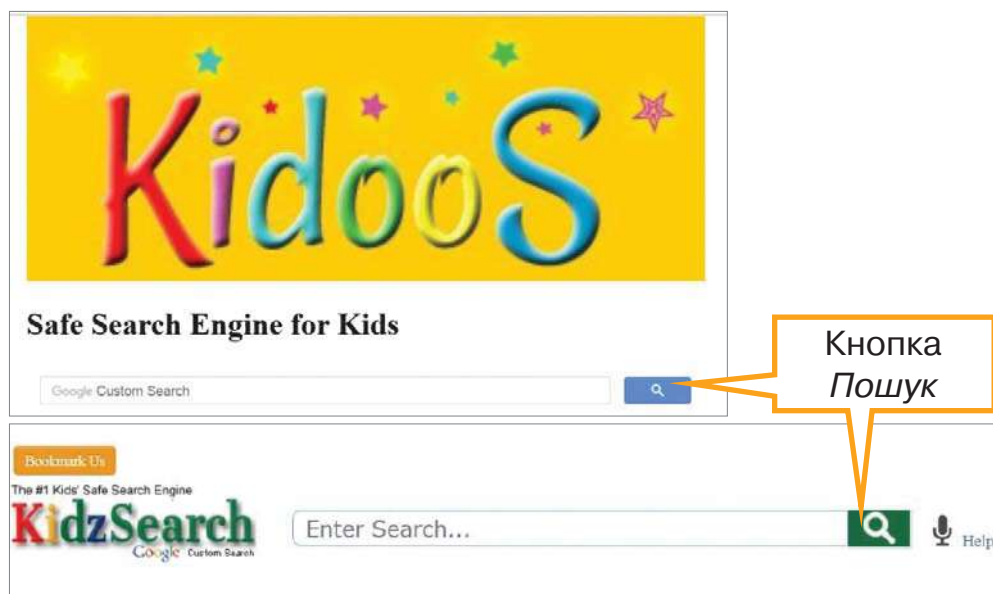 KidooS
Safe Search Engine for Kids
Google Custom Search
Кнопка
Пошук
Bookmark Us
The #1 Kids' Safe Search Engine
KidzSearch
Google Custom Search
Enter Search...
Help